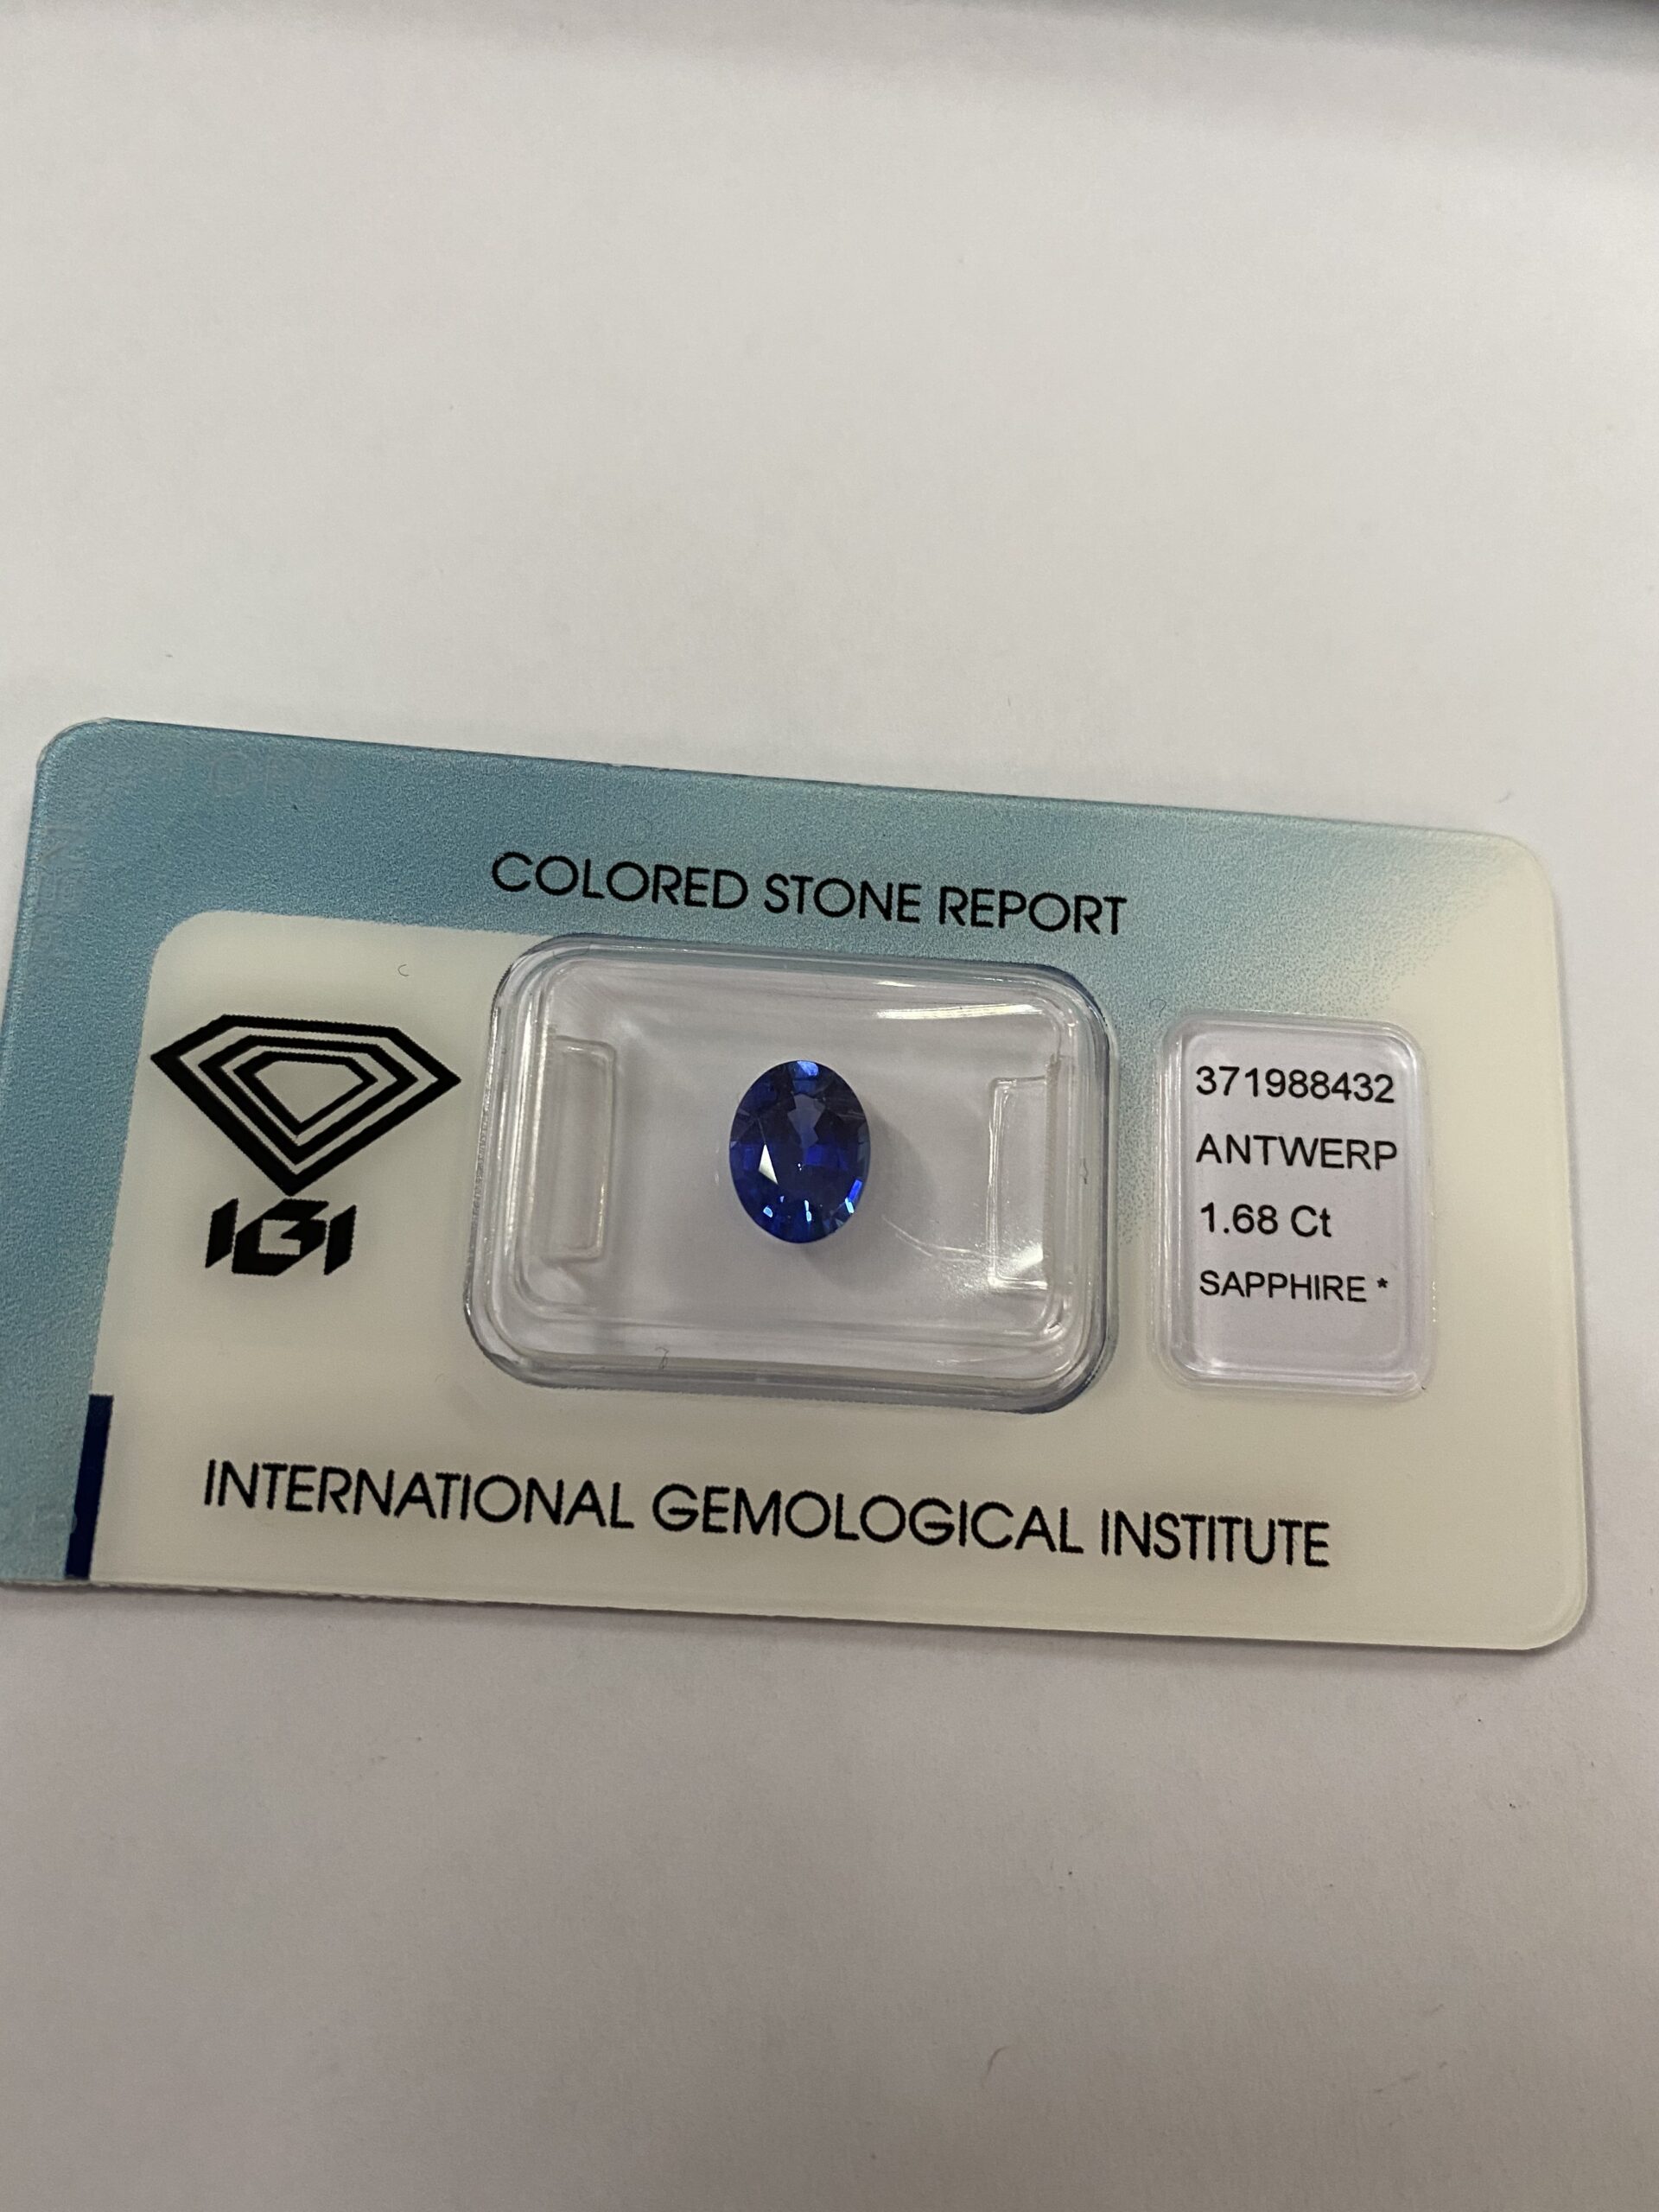 COLORED STONE REPORT
IGI
371988432
ANTWERP
1.68 Ct
SAPPHIRE *
INTERNATIONAL GEMOLOGICAL INSTITUTE